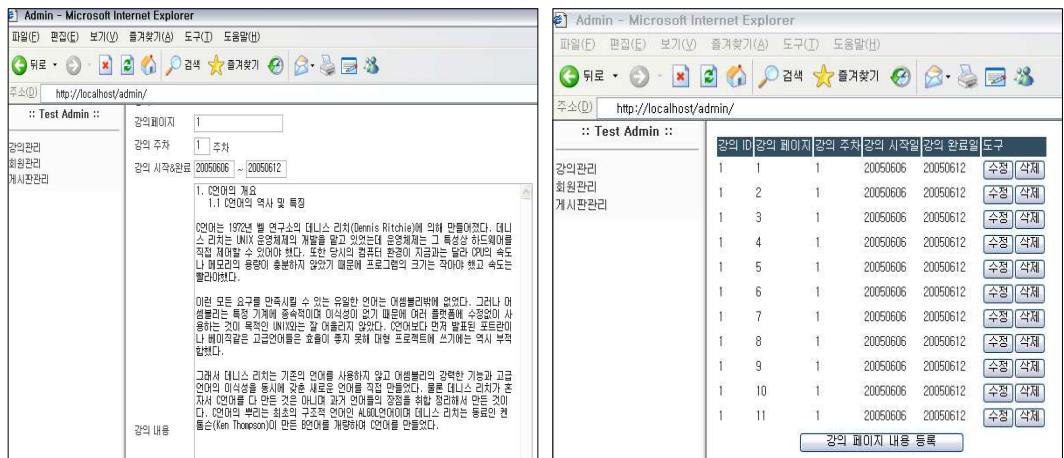 Admin - Microsoft Internet Explorer
파일(F) 편집(E) 보기(V) 즐겨찾기(A) 도구(T) 도움말(H)
뒤로 검색 즐겨찾기
주소(D) http://localhost/admin/
:: Test Admin ::
강의관리
회원관리
게시판관리
강의페이지 1
강의 주차 1 주차
강의 시작&완료 20050606 ~ 20050612
강의 내용
1. C언어의 개요
1.1 C언어의 역사 및 특징
C언어는 1972년 벨 연구소의 데니스 리치(Dennis Ritchie)에 의해 만들어졌다. 데니
스 리치는 UNIX 운영체제의 개발을 맡고 있었는데 운영체제는 그 특성상 하드웨어를
직접 제어할 수 있어야 했다. 또한 당시의 컴퓨터 환경이 지금과는 달라 CPU의 속도
나 메모리의 용량이 충분하지 않았기 때문에 프로그램의 크기는 작아야 했고 속도는
빨라야했다.
이런 모든 요구를 만족시킬 수 있는 유일한 언어는 어셈블리밖에 없었다. 그러나 어
셈블리는 특정 기계에 종속적이며 이식성이 없기 때문에 여러 플랫폼에 수정없이 사
용하는 것이 목적인 UNIX와는 잘 어울리지 않았다. C언어보다 먼저 발표된 포트란이
나 베이직같은 고급언어들은 효율이 좋지 못해 대형 프로젝트에 쓰기에는 역시 부적
합했다.
그래서 데니스 리치는 기존의 언어를 사용하지 않고 어셈블리의 강력한 기능과 고급
언어의 이식성을 동시에 갖춘 새로운 언어를 직접 만들었다. 물론 데니스 리치가 혼
자서 C언어를 다 만든 것은 아니며 과거 언어들의 장점을 취합 정리해서 만든 것이
다. C언어의 뿌리는 최초의 구조적 언어인 ALGOL언어이며 데니스 리치는 동료인 켄
톰슨(Ken Thompson)이 만든 B언어를 개량하여 C언어를 만들었다.
Admin - Microsoft Internet Explorer
파일(F) 편집(E) 보기(V) 즐겨찾기(A) 도구(T) 도움말(H)
뒤로 검색 즐겨찾기
주소(D) http://localhost/admin/
:: Test Admin ::
강의관리
회원관리
게시판관리
강의 ID 강의 페이지 강의 주차 강의 시작일 강의 완료일 도구
1 1 1 20050606 20050612 수정 삭제
1 2 1 20050606 20050612 수정 삭제
1 3 1 20050606 20050612 수정 삭제
1 4 1 20050606 20050612 수정 삭제
1 5 1 20050606 20050612 수정 삭제
1 6 1 20050606 20050612 수정 삭제
1 7 1 20050606 20050612 수정 삭제
1 8 1 20050606 20050612 수정 삭제
1 9 1 20050606 20050612 수정 삭제
1 10 1 20050606 20050612 수정 삭제
1 11 1 20050606 20050612 수정 삭제
강의 페이지 내용 등록